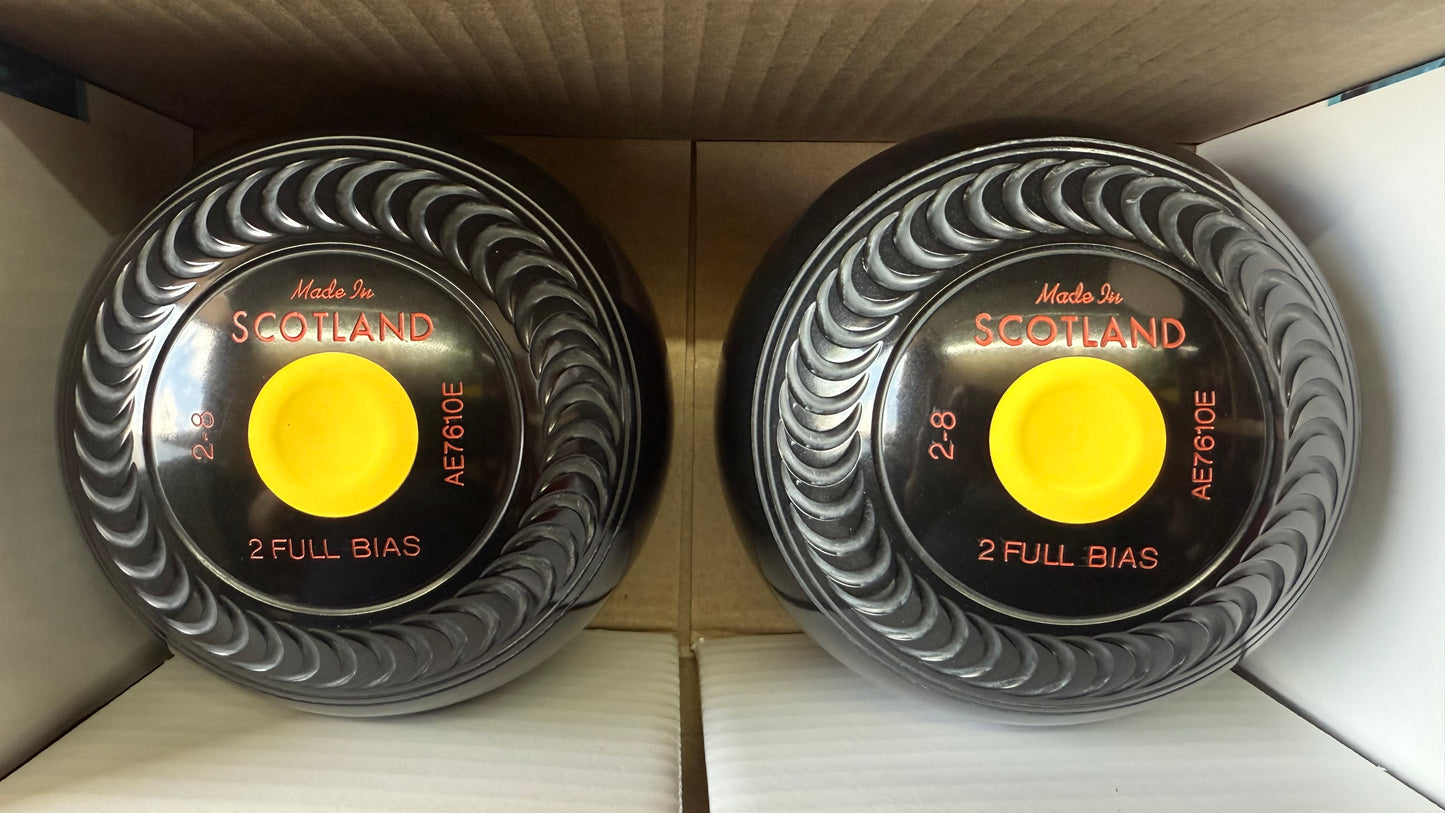 Made In
SCOTLAND
2-8
AE7610E
2 FULL BIAS
Made In
SCOTLAND
2-8
AE7610E
2 FULL BIAS